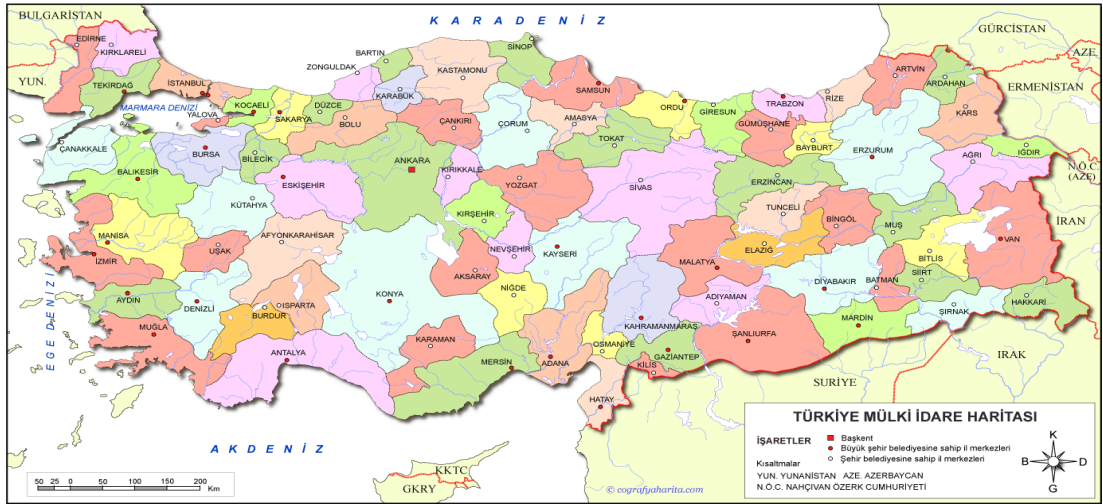 KARADENİZ
BULGARİSTAN
GÜRCİSTAN
EDİRNE
KIRKLARELİ
SİNOP
BARTIN
ZONGULDAK
KASTAMONU
ARTVİN
AZE.
YUN.
TEKİRDAĞ
İSTANBUL
KARABÜK
SAMSUN
ARDAHAN
ERMENİSTAN
MARMARA DENİZİ
KOCAELİ
DÜZCE
ORDU
GİRESUN
TRABZON
RİZE
KARS
YALOVA
SAKARYA
BOLU
ÇANKIRI
ÇORUM
AMASYA
TOKAT
GÜMÜŞHANE
BAYBURT
ERZURUM
IĞDIR
ÇANAKKALE
BURSA
BİLECİK
ANKARA
KIRIKKALE
AĞRI
N.Ö.C.
(AZE)
BALIKESİR
ESKİŞEHİR
YOZGAT
SİVAS
ERZİNCAN
KÜTAHYA
KIRŞEHİR
TUNCELİ
BİNGÖL
MUŞ
İRAN
MANİSA
UŞAK
AFYONKARAHİSAR
NEVŞEHİR
KAYSERİ
ELAZIĞ
BİTLİS
VAN
İZMİR
AKSARAY
MALATYA
SİİRT
EGE DENİZİ
AYDIN
DENİZLİ
ISPARTA
BURDUR
KONYA
NİĞDE
ADIYAMAN
DİYABAKIR
BATMAN
HAKKARİ
MUĞLA
KARAMAN
KAHRAMANMARAŞ
ŞANLIURFA
MARDİN
ŞIRNAK
ANTALYA
MERSİN
ADANA
OSMANİYE
GAZİANTEP
KİLİS
IRAK
HATAY
SURİYE
AKDENİZ
TÜRKİYE MÜLKİ İDARE HARİTASI
İŞARETLER
Başkent
Büyük şehir belediyesine sahip il merkezleri
Şehir belediyesine sahip il merkezleri
Kısaltmalar
YUN. YUNANİSTAN AZE. AZERBAYCAN
N.Ö.C. NAHÇIVAN ÖZERK CUMHURİYETİ
K
B
D
G
KKTC
GKRY
50 25 0 50 100 150 200
Km
© cografyaharita.com